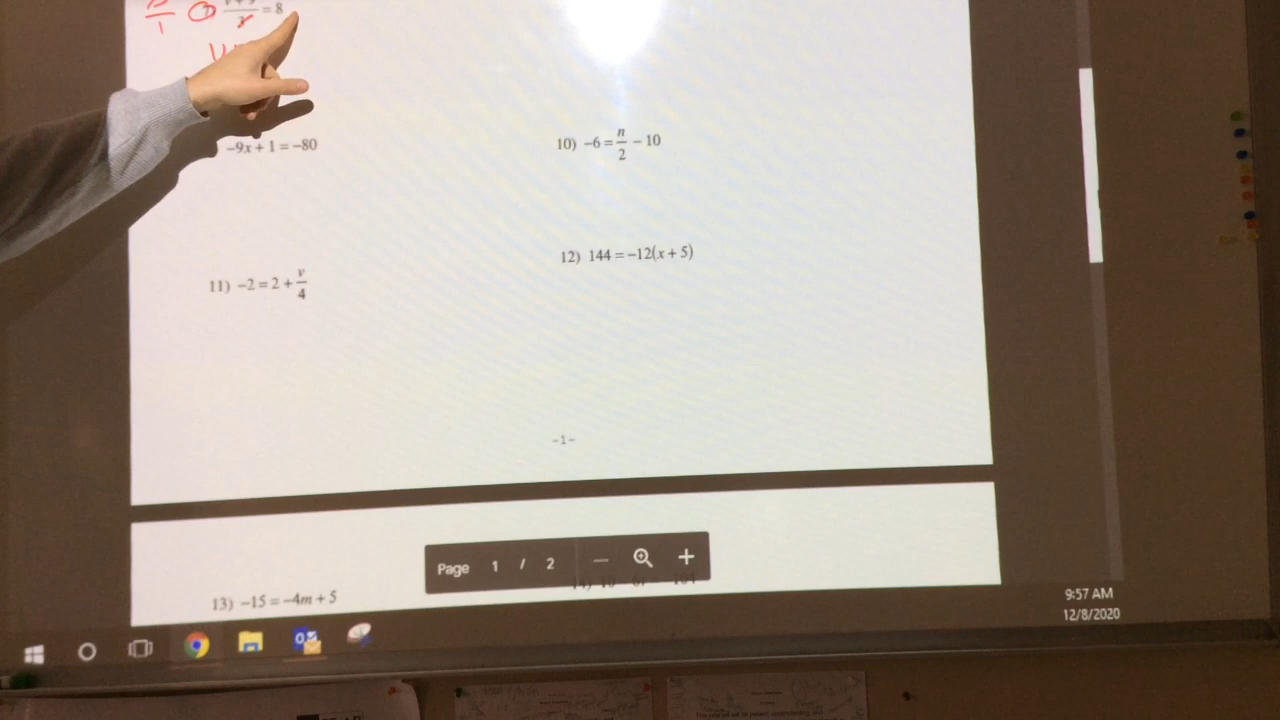 = 8
-9x + 1 = -80
10) -6 = n/2 - 10
11) -2 = 2 + v/4
12) 144 = -12(x + 5)
-1-
Page 1 / 2
13) -15 = -4m + 5
9:57 AM
12/8/2020